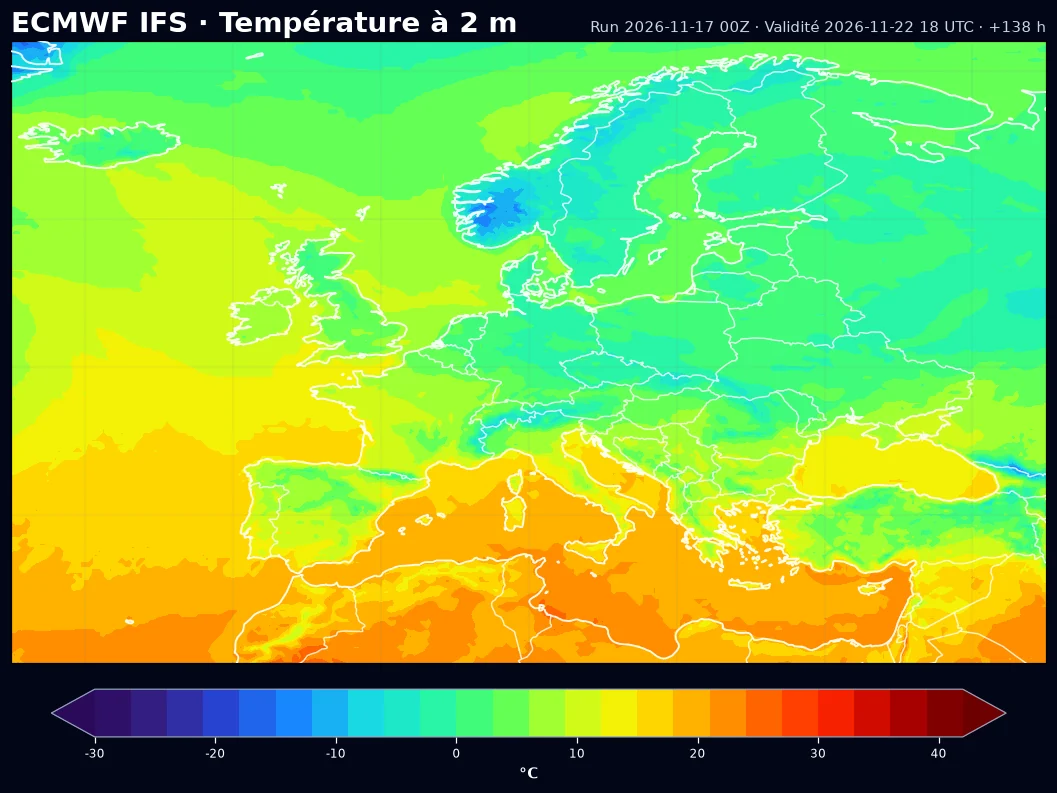 ECMWF IFS · Température à 2 m
Run 2026-11-17 00Z · Validité 2026-11-22 18 UTC · +138 h
-30 -20 -10 0 10 20 30 40
°C